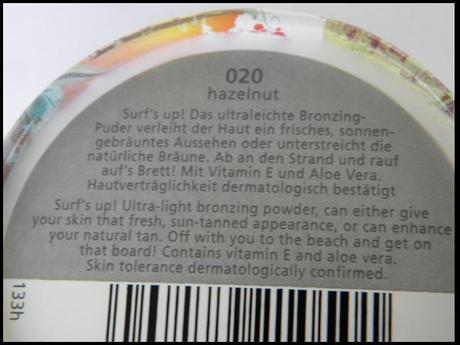 020
hazelnut
Surf's up! Das ultraleichte Bronzing-
Puder verleiht der Haut ein frisches, sonnen-
gebräuntes Aussehen oder unterstreicht die
natürliche Bräune. Ab an den Strand und rauf
auf's Brett! Mit Vitamin E und Aloe Vera.
Hautverträglichkeit dermatologisch bestätigt
Surf's up! Ultra-light bronzing powder, can either give
your skin that fresh, sun-tanned appearance, or can enhance
your natural tan. Off with you to the beach and get on
that board! Contains vitamin E and aloe vera.
Skin tolerance dermatologically confirmed.
133h